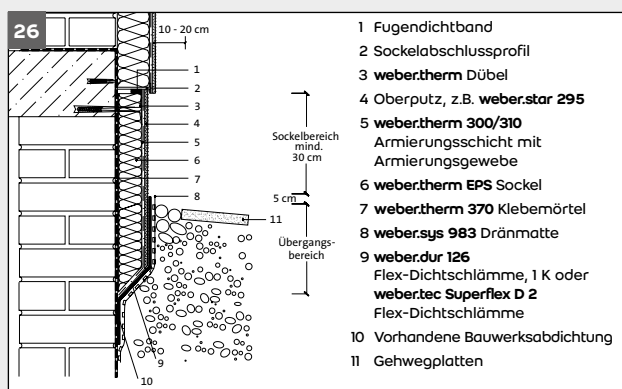 26
10 - 20 cm
1
2
3
4
5
6
7
8
9
10
11
Sockelbereich
mind.
30 cm
5 cm
Übergangs-
bereich
1 Fugendichtband
2 Sockelabschlussprofil
3 weber.therm Dübel
4 Oberputz, z.B. weber.star 295
5 weber.therm 300/310
Armierungsschicht mit
Armierungsgewebe
6 weber.therm EPS Sockel
7 weber.therm 370 Klebemörtel
8 weber.sys 983 Dränmatte
9 weber.dur 126
Flex-Dichtschlämme, 1 K oder
weber.tec Superflex D 2
Flex-Dichtschlämme
10 Vorhandene Bauwerksabdichtung
11 Gehwegplatten